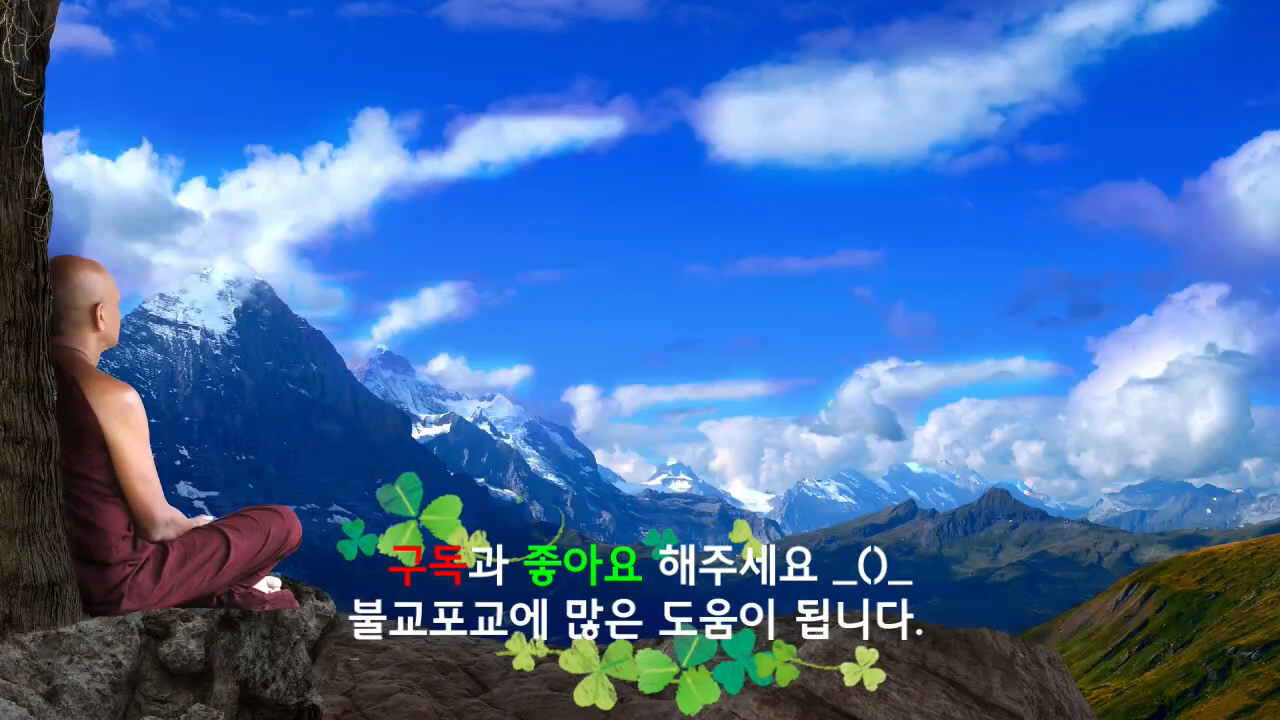 구독과 좋아요 해주세요 _()_
불교포교에 많은 도움이 됩니다.